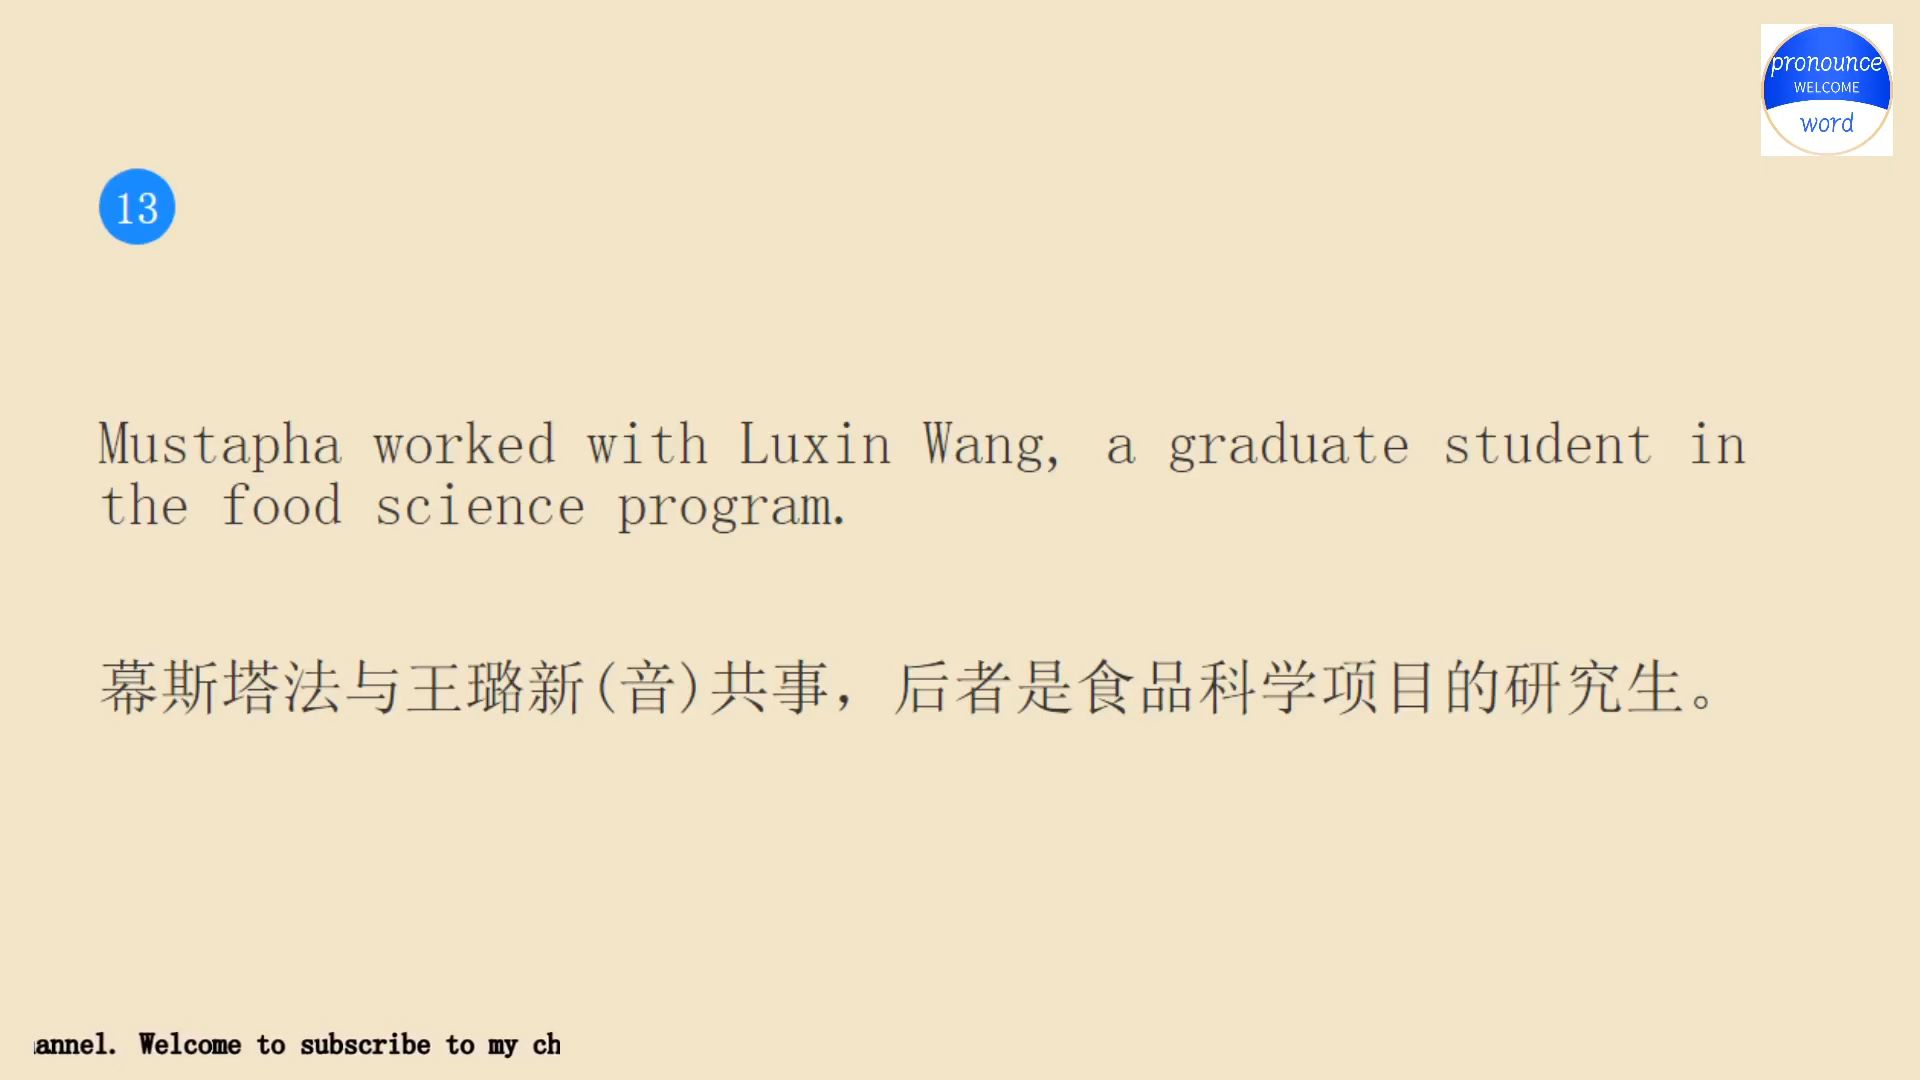 pronounce
WELCOME
word
13
Mustapha worked with Luxin Wang, a graduate student in
the food science program.
幕斯塔法与王璐新(音)共事，后者是食品科学项目的研究生。
annel. Welcome to subscribe to my ch